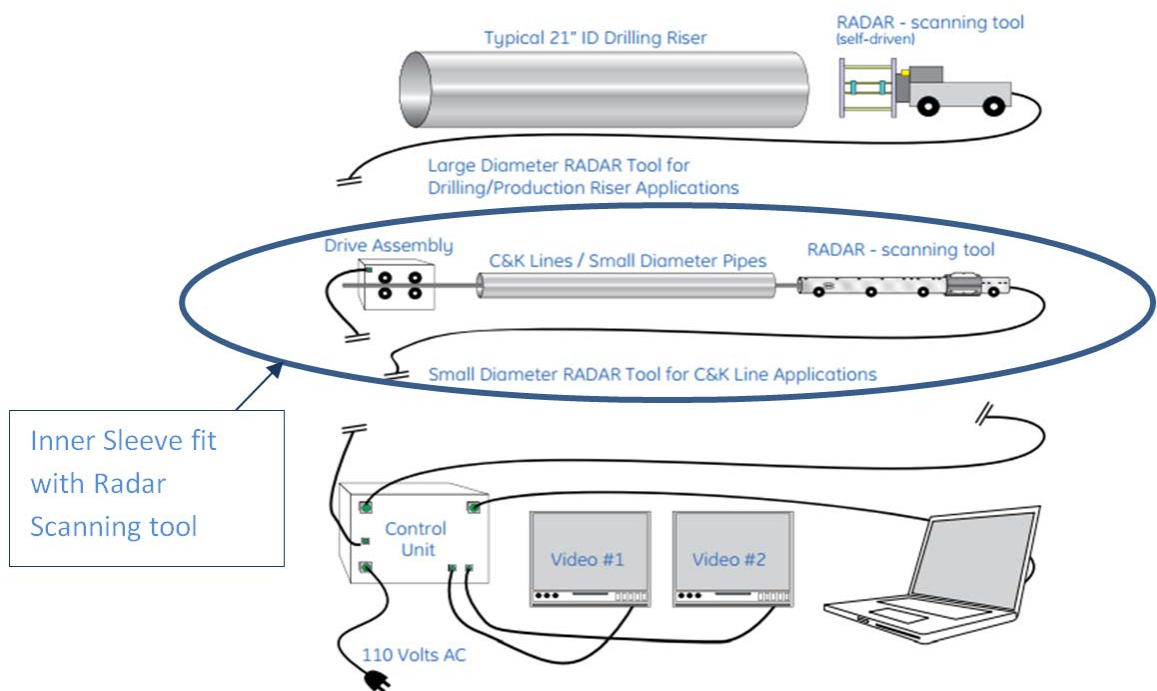 Typical 21" ID Drilling Riser
RADAR - scanning tool
(self-driven)
Large Diameter RADAR Tool for
Drilling/Production Riser Applications
Drive Assembly
C&K Lines / Small Diameter Pipes
RADAR - scanning tool
Small Diameter RADAR Tool for C&K Line Applications
Inner Sleeve fit
with Radar
Scanning tool
Control
Unit
Video #1
Video #2
110 Volts AC